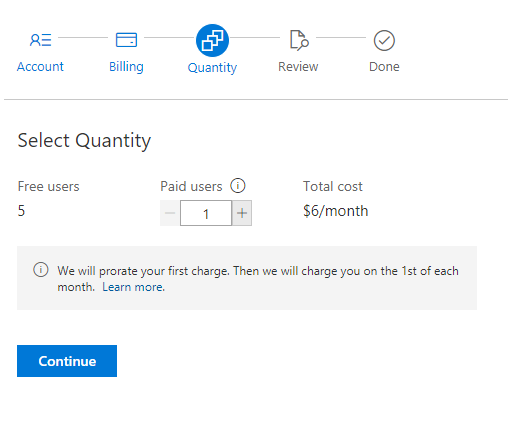 Account Billing Quantity Review Done
Select Quantity
Free users Paid users Total cost
5 − 1 + $6/month
We will prorate your first charge. Then we will charge you on the 1st of each
month. Learn more.
Continue